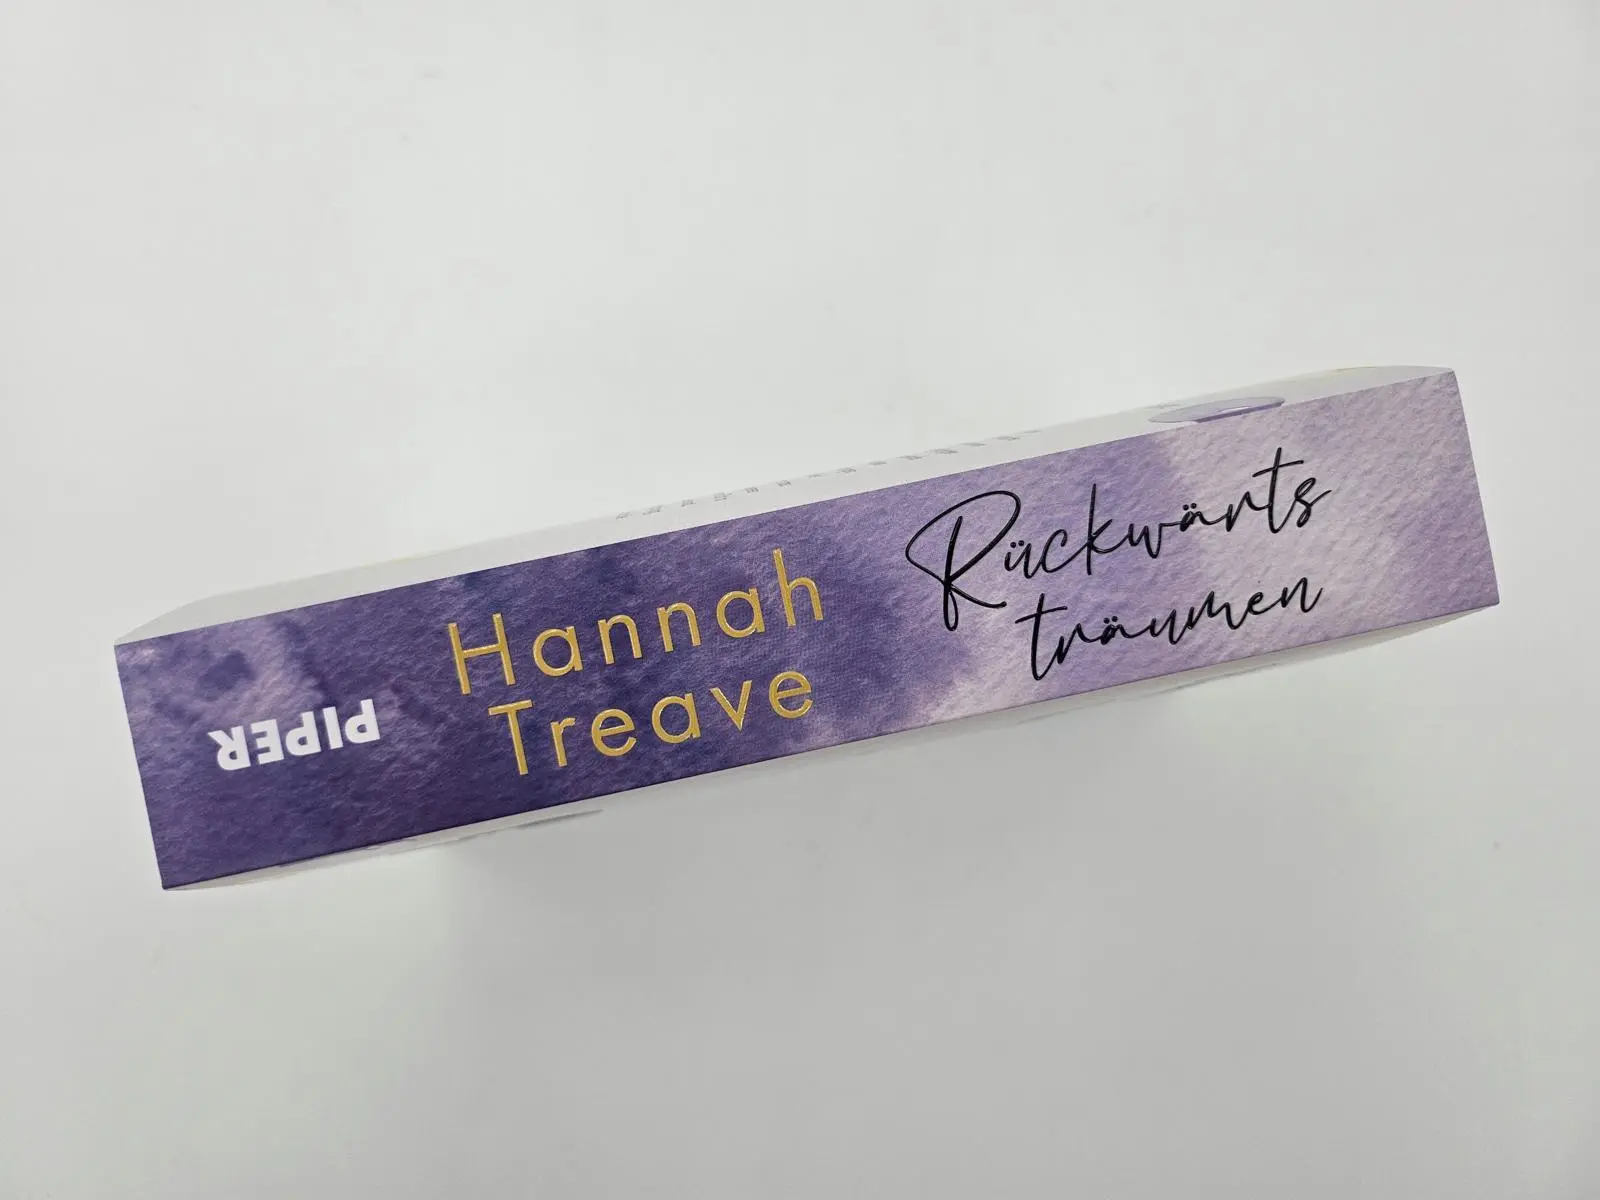 PIPER
Hannah
Treave
Rückwärts
träumen